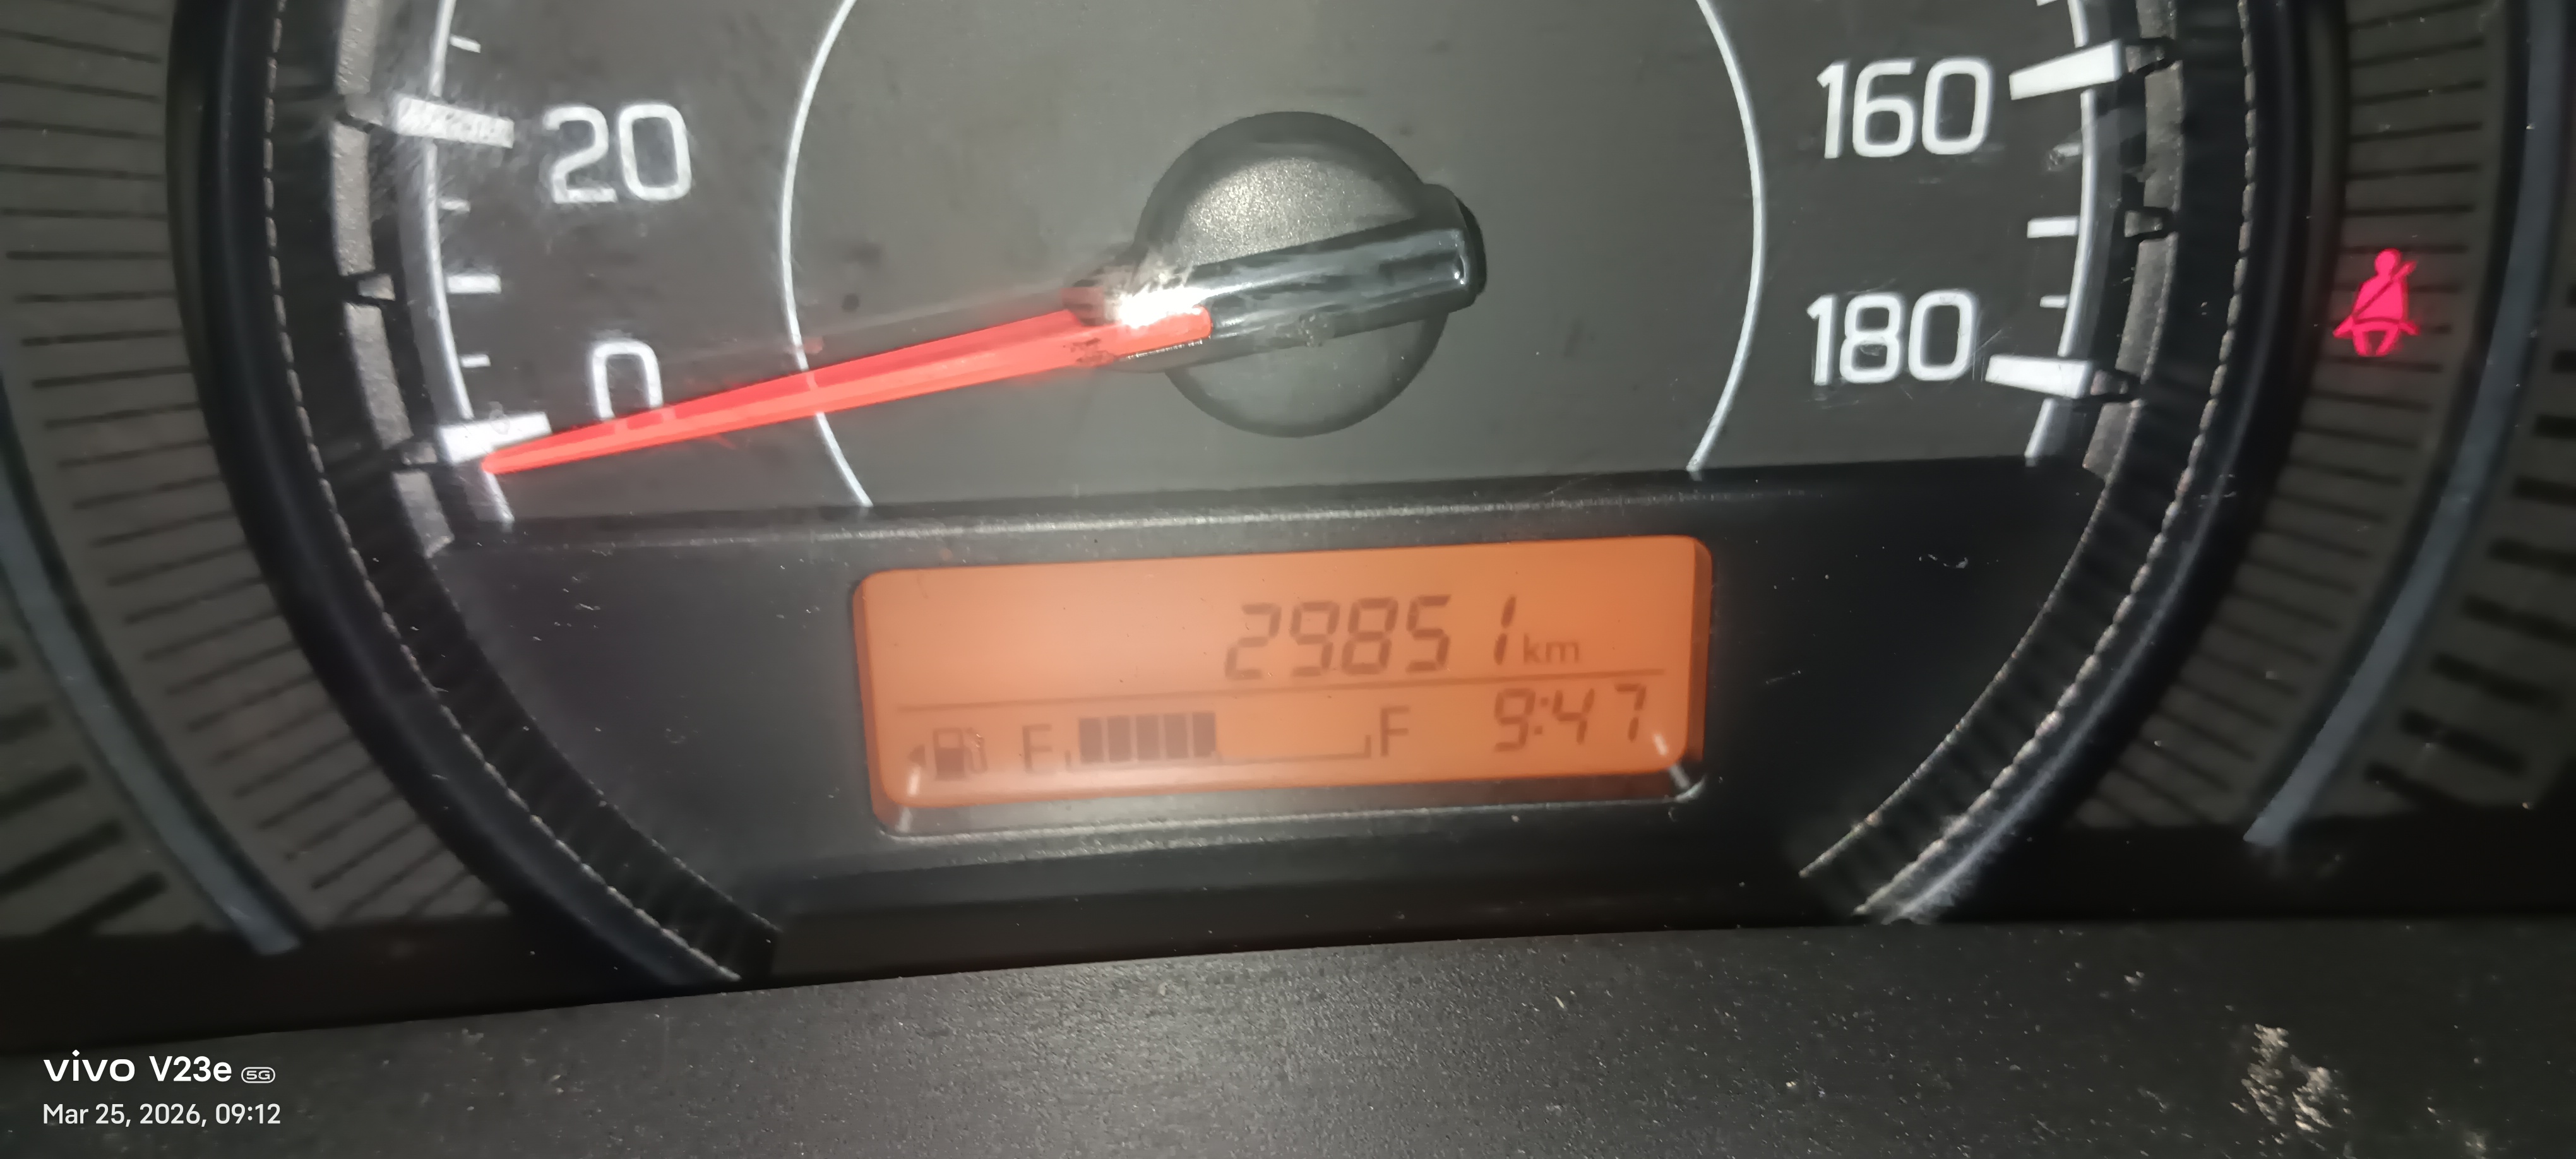 20
160
0
180
29851 km
E F 9:47
vivo V23e 5G
Mar 25, 2026, 09:12